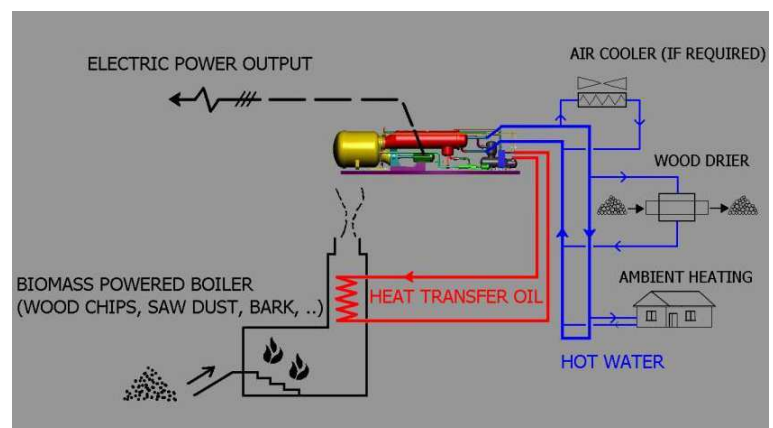 AIR COOLER (IF REQUIRED)
ELECTRIC POWER OUTPUT
WOOD DRIER
BIOMASS POWERED BOILER
(WOOD CHIPS, SAW DUST, BARK, ..)
HEAT TRANSFER OIL
AMBIENT HEATING
HOT WATER